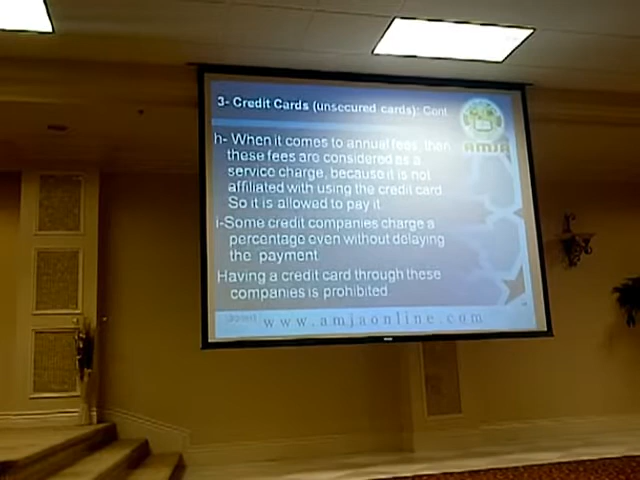 3- Credit Cards (unsecured cards): Cont.
AMJA
h- When it comes to annual fees, then
these fees are considered as a
service charge, because it is not
affiliated with using the credit card.
So it is allowed to pay it.
i-Some credit companies charge a
percentage even without delaying
the payment.
Having a credit card through these
companies is prohibited
www.amjaonline.com